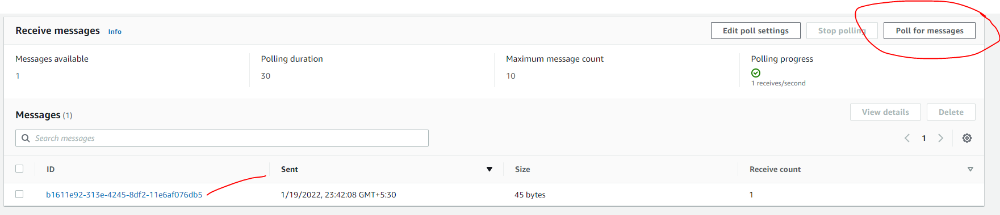 Receive messages Info Edit poll settings Stop polling Poll for messages
Messages available Polling duration Maximum message count Polling progress
1 30 10
1 receives/second
Messages (1) View details Delete
Search messages 1
ID Sent Size Receive count
b1611e92-313e-4245-8df2-11e6af076db5 1/19/2022, 23:42:08 GMT+5:30 45 bytes 1